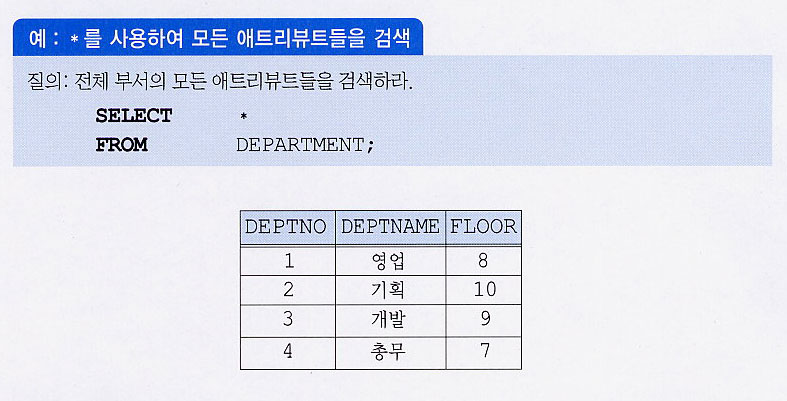 예 : * 를 사용하여 모든 애트리뷰트들을 검색
질의: 전체 부서의 모든 애트리뷰트들을 검색하라.
SELECT *
FROM DEPARTMENT;
DEPTNO DEPTNAME FLOOR
1 영업 8
2 기획 10
3 개발 9
4 총무 7